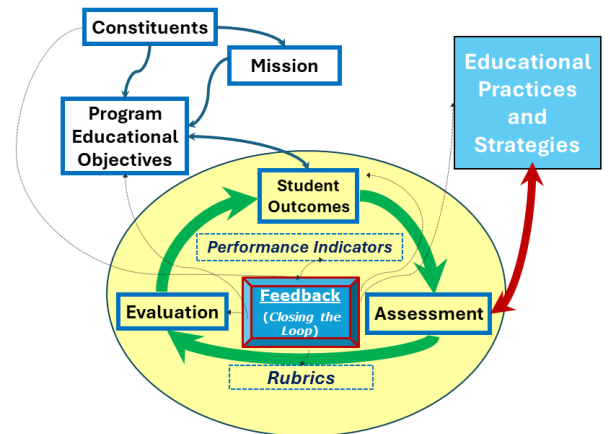 Constituents
Mission
Educational
Practices
and
Strategies
Program
Educational
Objectives
Student
Outcomes
Performance Indicators
Feedback
(Closing the
Loop)
Evaluation
Assessment
Rubrics